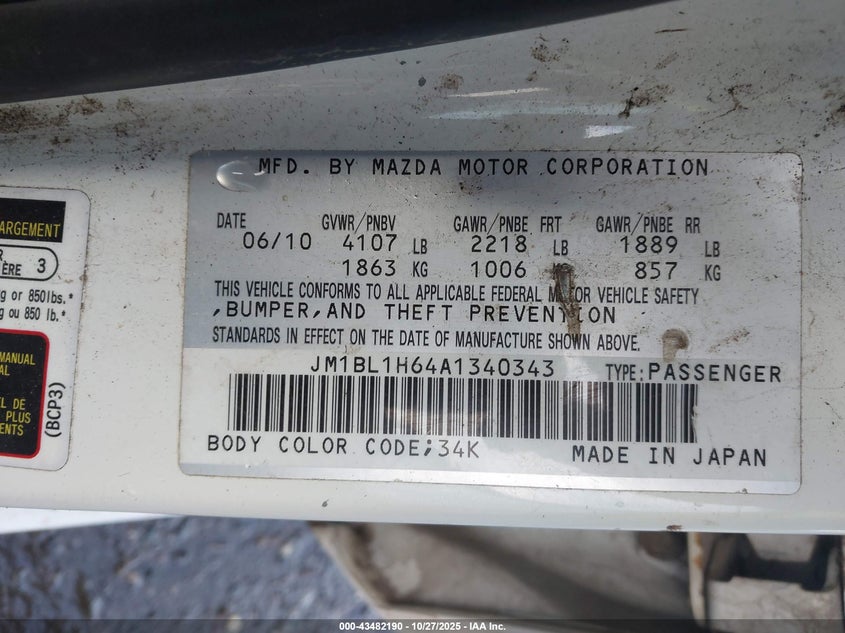 MFD. BY MAZDA MOTOR CORPORATION
DATE GVWR/PNBV GAWR/PNBE FRT GAWR/PNBE RR
06/10 4107 LB 2218 LB 1889 LB
1863 KG 1006 KG 857 KG
THIS VEHICLE CONFORMS TO ALL APPLICABLE FEDERAL MOTOR VEHICLE SAFETY
,BUMPER,AND THEFT PREVENTION
STANDARDS IN EFFECT ON THE DATE OF MANUFACTURE SHOWN ABOVE.
JM1BL1H64A1340343 TYPE:PASSENGER
BODY COLOR CODE;34K MADE IN JAPAN
ARGEMENT
3
or 850lbs.*
ou 850 lb.*
MANUAL
EL DE
PLUS
(BCP3)
000-43482190 - 10/27/2025 - IAA Inc.